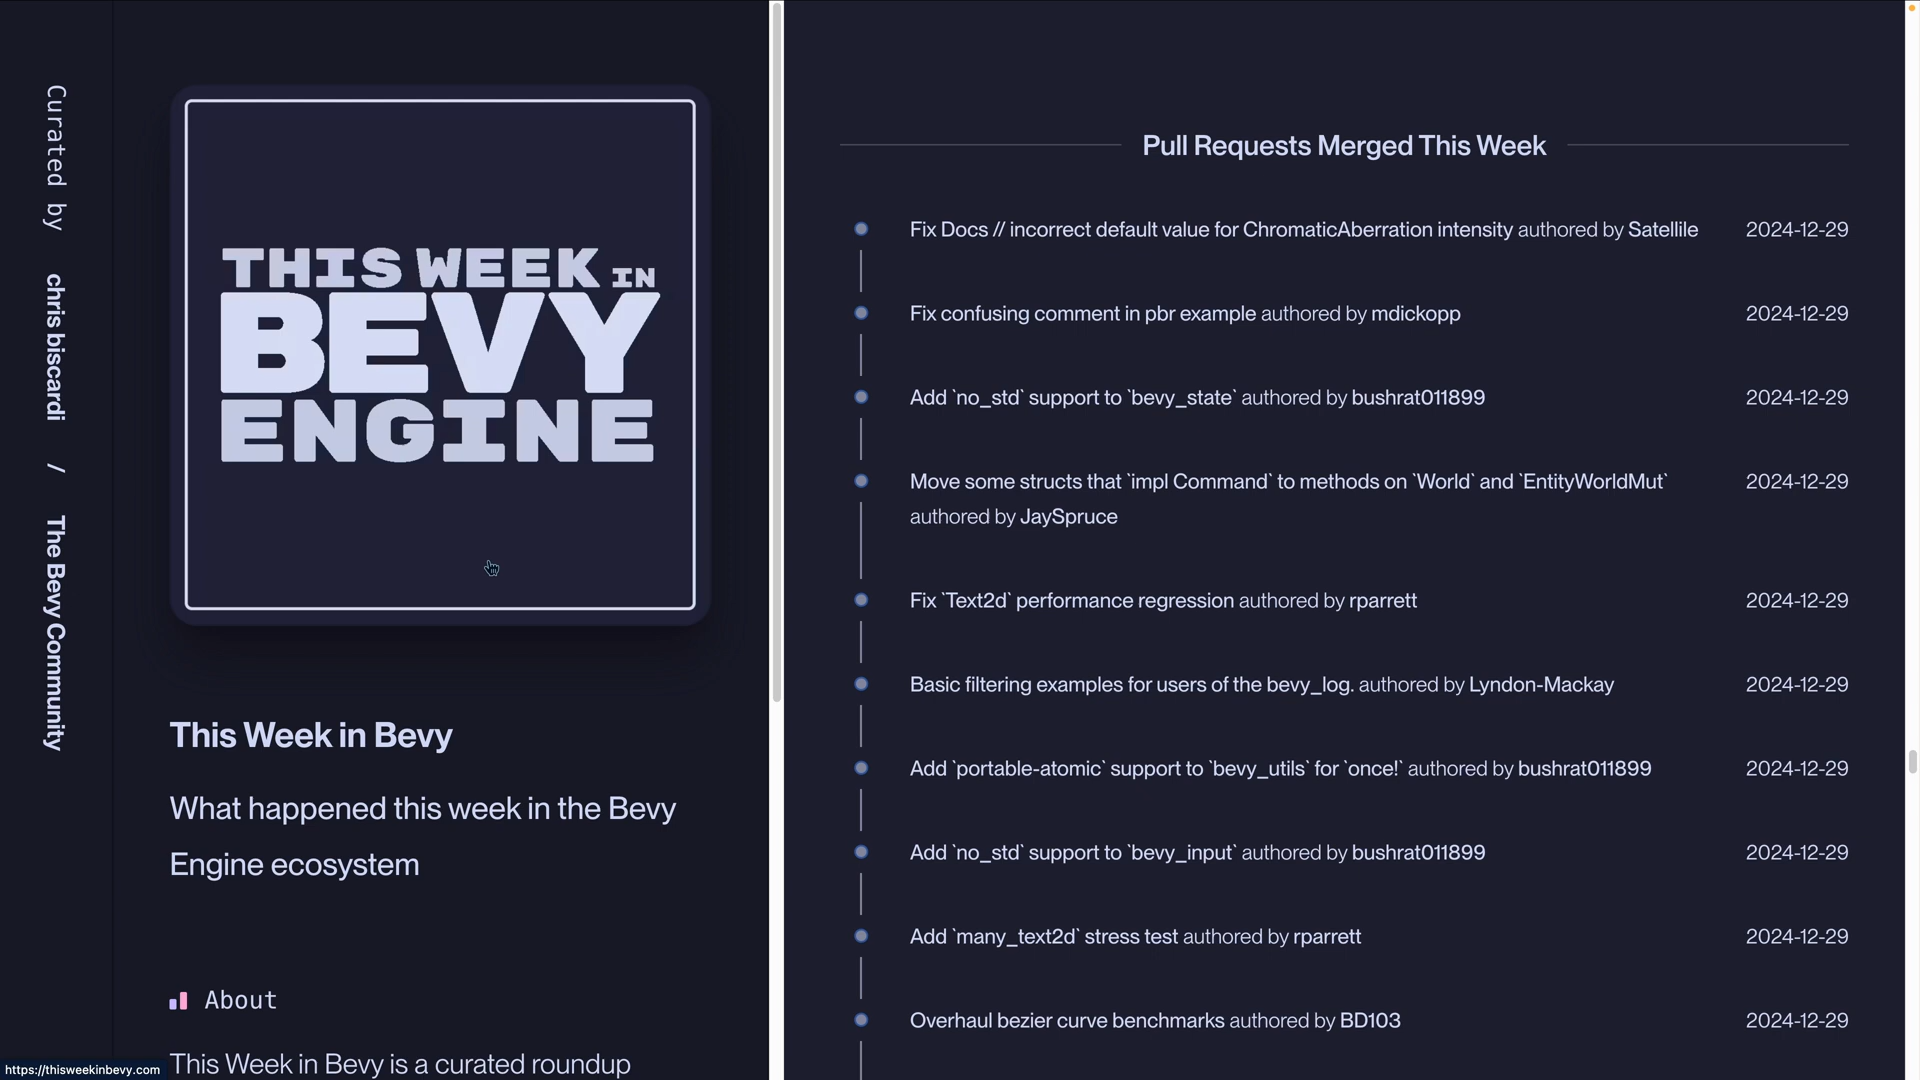 Curated by chris biscardi / The Bevy Community
THIS WEEK IN
BEVY
ENGINE
This Week in Bevy
What happened this week in the Bevy
Engine ecosystem
About
This Week in Bevy is a curated roundup
https://thisweekinbevy.com
Pull Requests Merged This Week
Fix Docs // incorrect default value for ChromaticAberration intensity authored by Satellile 2024-12-29
Fix confusing comment in pbr example authored by mdickopp 2024-12-29
Add `no_std` support to `bevy_state` authored by bushrat011899 2024-12-29
Move some structs that `impl Command` to methods on `World` and `EntityWorldMut` 2024-12-29
authored by JaySpruce
Fix `Text2d` performance regression authored by rparrett 2024-12-29
Basic filtering examples for users of the bevy_log. authored by Lyndon-Mackay 2024-12-29
Add `portable-atomic` support to `bevy_utils` for `once!` authored by bushrat011899 2024-12-29
Add `no_std` support to `bevy_input` authored by bushrat011899 2024-12-29
Add `many_text2d` stress test authored by rparrett 2024-12-29
Overhaul bezier curve benchmarks authored by BD103 2024-12-29